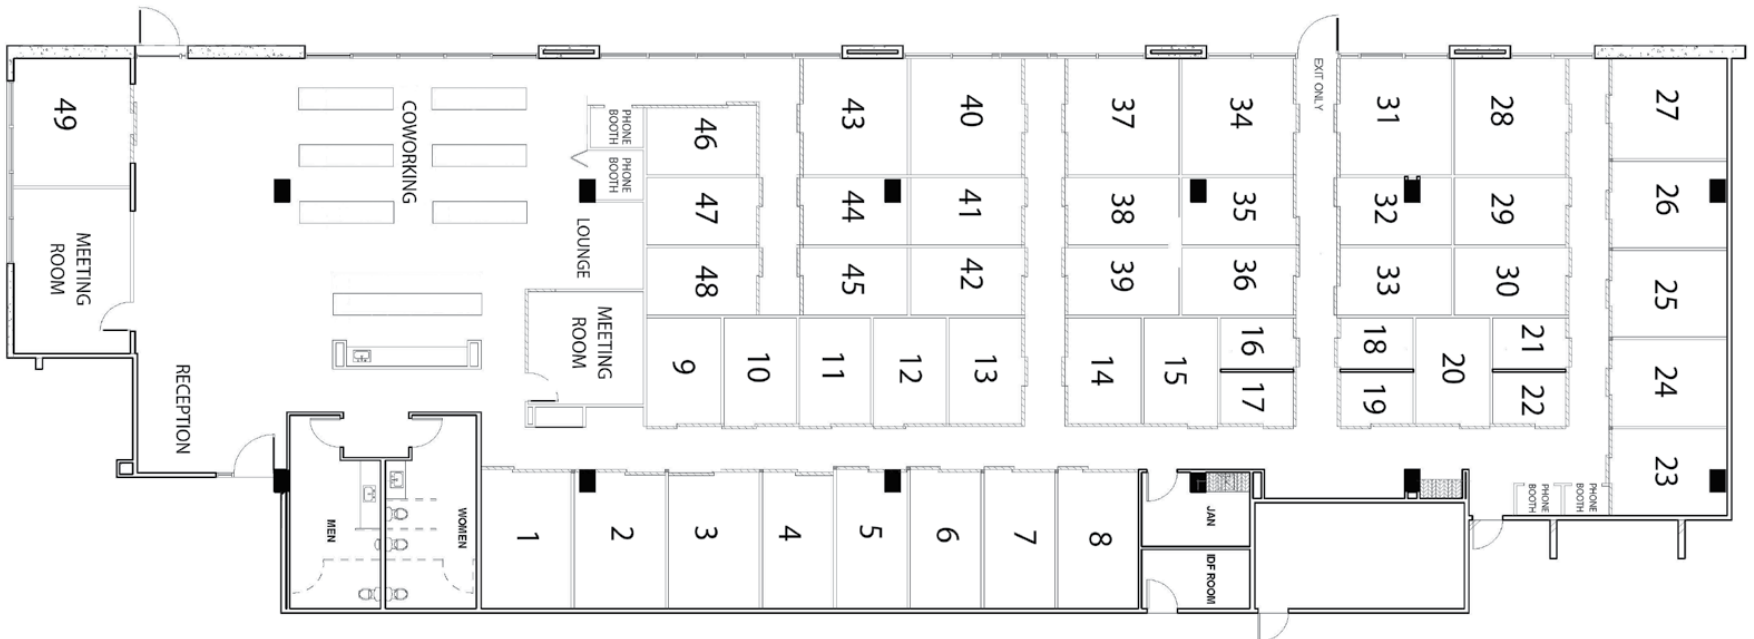 49
MEETING
ROOM
RECEPTION
COWORKING
PHONE
BOOTH
PHONE
BOOTH
LOUNGE
MEETING
ROOM
MEN
WOMEN
46
47
48
43
44
45
40
41
42
37
38
39
34
35
36
EXIT ONLY
31
32
33
28
29
30
27
26
25
24
23
9
10
11
12
13
14
15
16
17
18
19
20
21
22
1
2
3
4
5
6
7
8
JAN
IDF ROOM
PHONE
BOOTH
PHONE
BOOTH